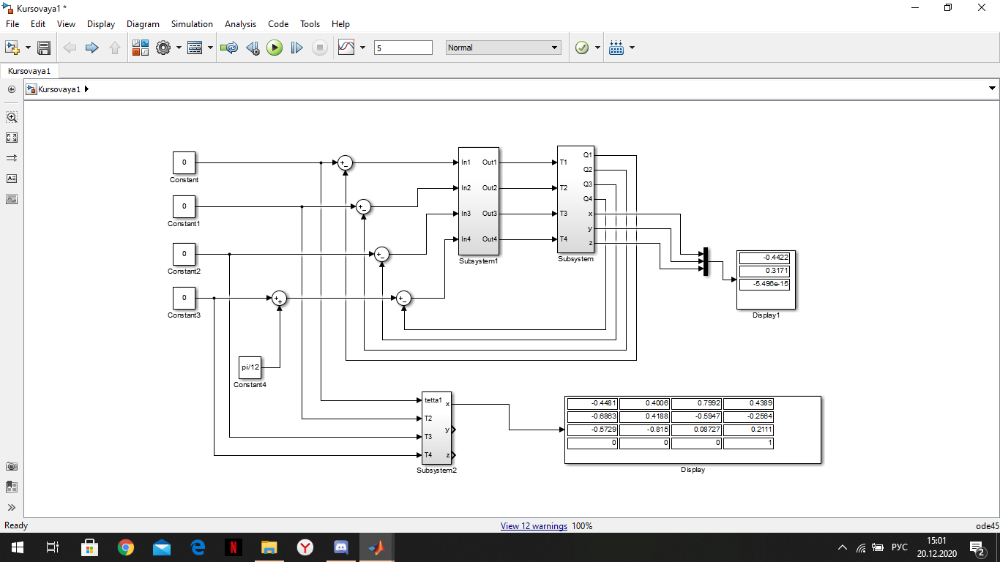 Kursovaya1 *
File Edit View Display Diagram Simulation Analysis Code Tools Help
5 Normal
Kursovaya1
Kursovaya1
0
Constant
0
Constant1
0
Constant2
0
Constant3
pi/12
Constant4
In1 Out1
In2 Out2
In3 Out3
In4 Out4
Subsystem1
Q1
T1
Q2
T2
Q3
Q4
T3
x
y
T4
z
Subsystem
-0.4422
0.3171
-5.496e-15
Display1
tetta1 x
T2
y
T3
T4 z
Subsystem2
-0.4481 0.4006 0.7992 0.4389
-0.6863 0.4188 -0.5947 -0.2564
-0.5729 -0.815 0.08727 0.2111
0 0 0 1
Display
Ready View 12 warnings 100% ode45
РУС
15:01
20.12.2020
2